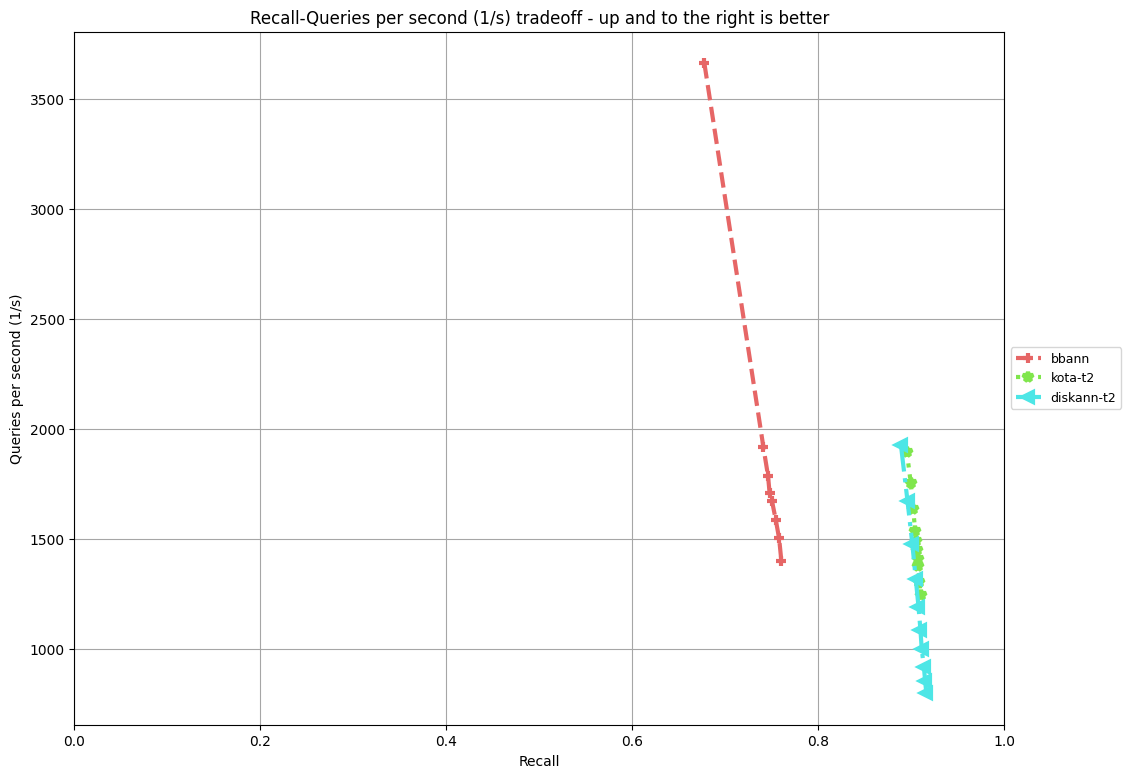 Recall-Queries per second (1/s) tradeoff - up and to the right is better
Queries per second (1/s)
3500
3000
2500
2000
1500
1000
0.0 0.2 0.4 0.6 0.8 1.0
Recall
bbann
kota-t2
diskann-t2